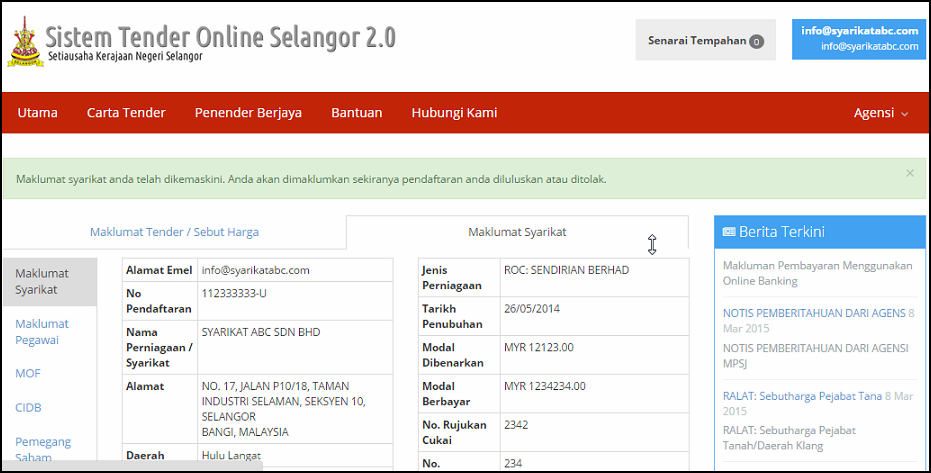 Sistem Tender Online Selangor 2.0
Setiausaha Kerajaan Negeri Selangor
Senarai Tempahan 0
info@syarikatabc.com
info@syarikatabc.com
Utama
Carta Tender
Penender Berjaya
Bantuan
Hubungi Kami
Agensi
Maklumat syarikat anda telah dikemaskini. Anda akan dimaklumkan sekiranya pendaftaran anda diluluskan atau ditolak.
×
Maklumat Tender / Sebut Harga
Maklumat Syarikat
Maklumat
Syarikat
Maklumat
Pegawai
MOF
CIDB
Pemegang
Saham
Alamat Emel
info@syarikatabc.com
No
Pendaftaran
112333333-U
Nama
Perniagaan /
Syarikat
SYARIKAT ABC SDN BHD
Alamat
NO. 17, JALAN P10/18, TAMAN
INDUSTRI SELAMAN, SEKSYEN 10,
SELANGOR
BANGI, MALAYSIA
Daerah
Hulu Langat
Jenis
Perniagaan
ROC: SENDIRIAN BERHAD
Tarikh
Penubuhan
26/05/2014
Modal
Dibenarkan
MYR 12123.00
Modal
Berbayar
MYR 1234234.00
No. Rujukan
Cukai
2342
No.
234
Berita Terkini
Makluman Pembayaran Menggunakan
Online Banking
NOTIS PEMBERITAHUAN DARI AGENS 8
Mar 2015
NOTIS PEMBERITAHUAN DARI AGENSI
MPSJ
RALAT: Sebutharga Pejabat Tana 8 Mar
2015
RALAT: Sebutharga Pejabat
Tanah/Daerah Klang